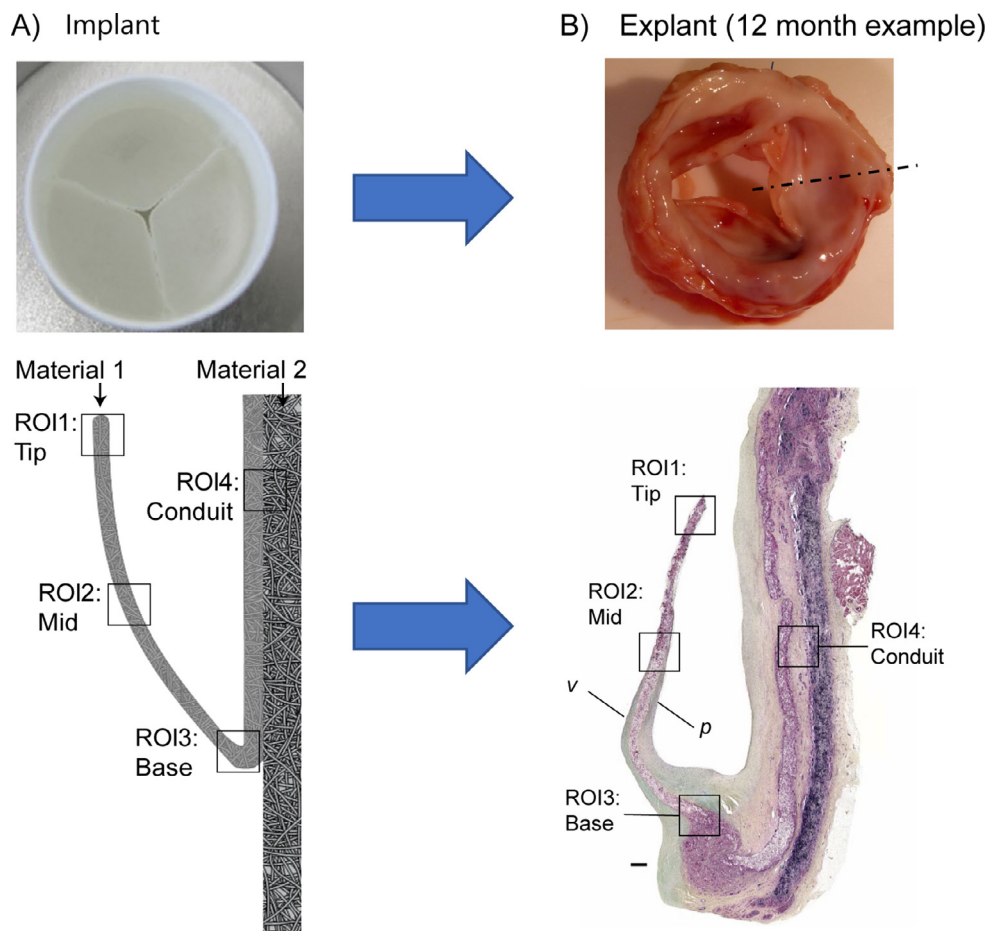 A) Implant
B) Explant (12 month example)
Material 1
Material 2
ROI1:
Tip
ROI4:
Conduit
ROI2:
Mid
ROI3:
Base
ROI1:
Tip
ROI2:
Mid
ROI4:
Conduit
v
p
ROI3:
Base